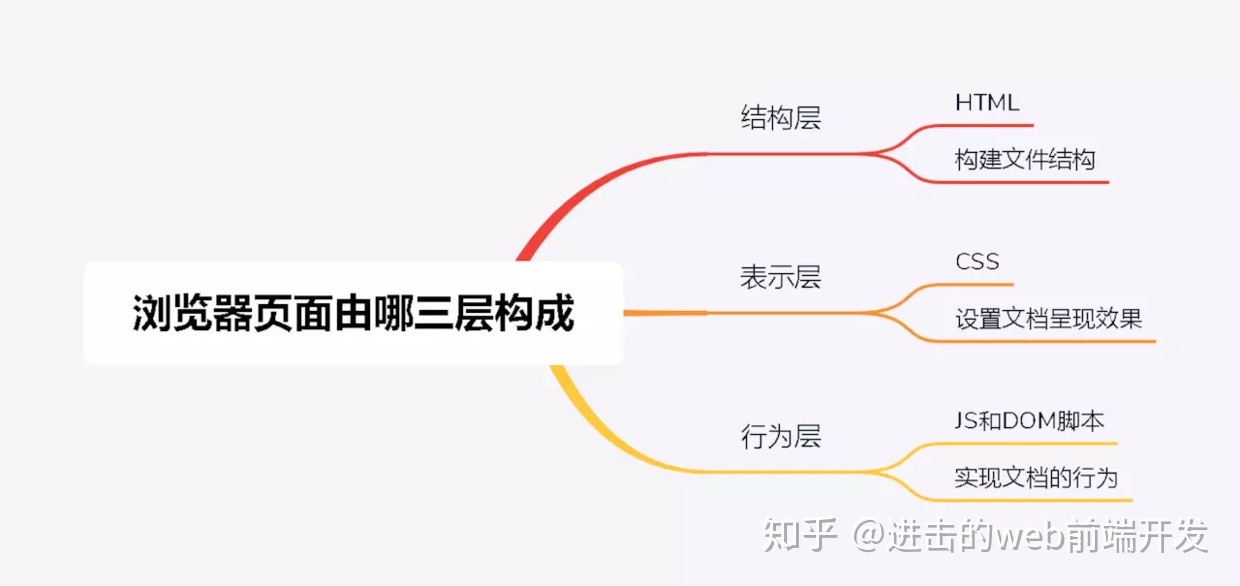 浏览器页面由哪三层构成
结构层
HTML
构建文件结构
表示层
CSS
设置文档呈现效果
行为层
JS和DOM脚本
实现文档的行为
知乎 @进击的web前端开发